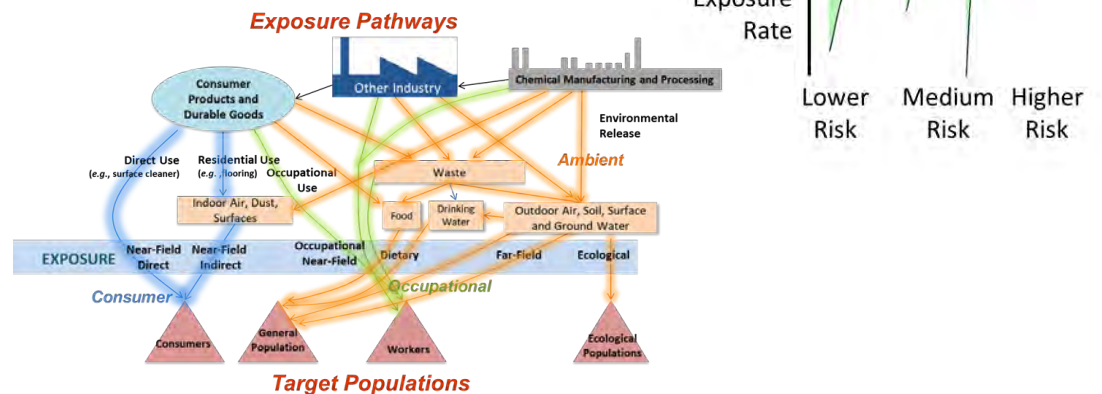 Exposure Pathways
Other Industry
Chemical Manufacturing and Processing
Consumer
Products and
Durable Goods
Environmental
Release
Direct Use
(e.g., surface cleaner)
Residential Use
(e.g. ,flooring)
Occupational
Use
Ambient
Waste
Indoor Air, Dust,
Surfaces
Food
Drinking
Water
Outdoor Air, Soil, Surface
and Ground Water
EXPOSURE
Near-Field
Direct
Near-Field
Indirect
Occupational
Near-Field
Dietary
Far-Field
Ecological
Consumer
Occupational
Consumers
General
Population
Workers
Ecological
Populations
Target Populations
Exposure
Rate
Lower
Risk
Medium
Risk
Higher
Risk